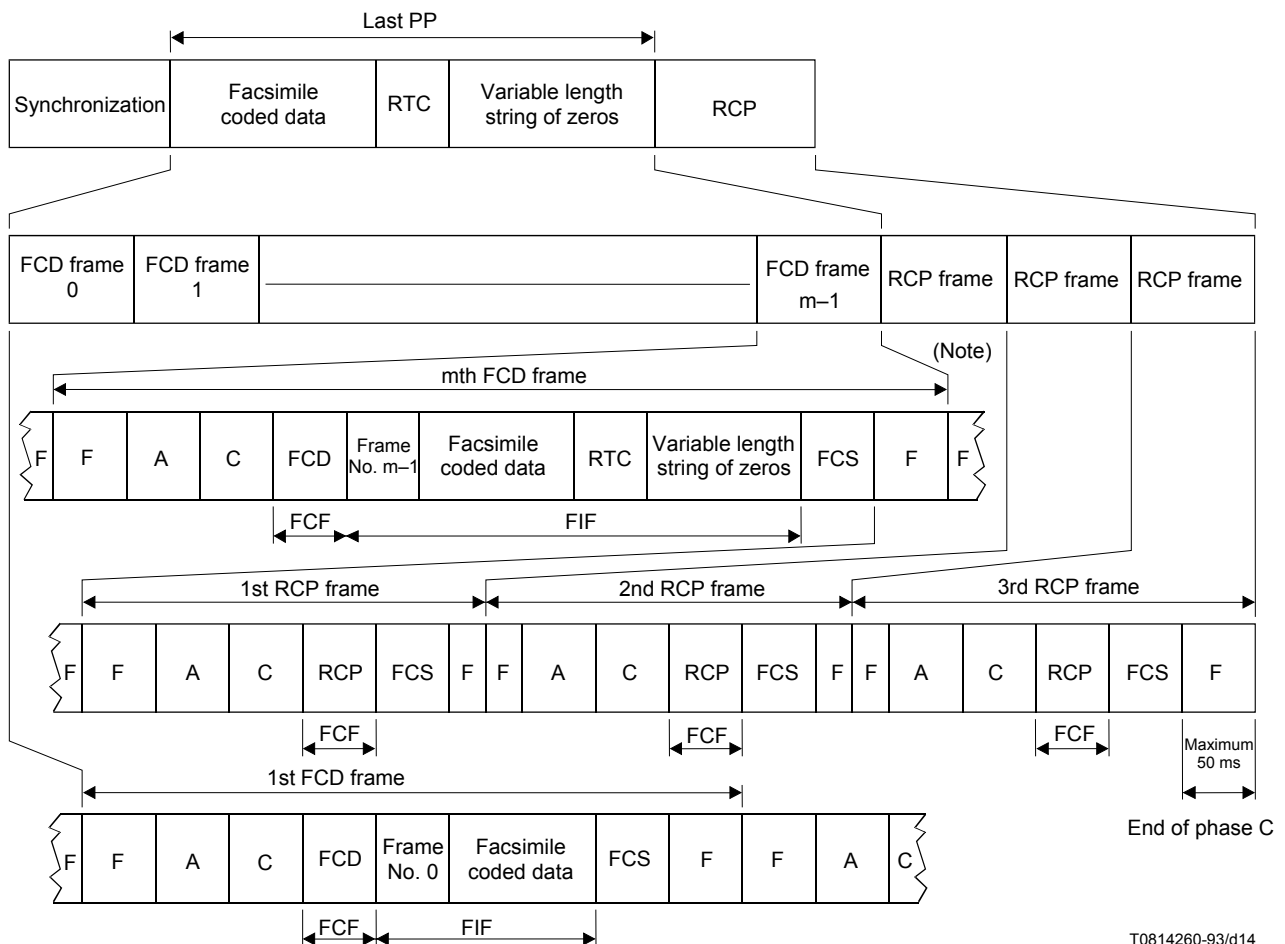 Last PP
Synchronization
Facsimile
coded data
RTC
Variable length
string of zeros
RCP
FCD frame
0
FCD frame
1
FCD frame
m–1
RCP frame
RCP frame
RCP frame
(Note)
mth FCD frame
F
F
A
C
FCD
Frame
No. m–1
Facsimile
coded data
RTC
Variable length
string of zeros
FCS
F
F
FCF
FIF
1st RCP frame
2nd RCP frame
3rd RCP frame
F
F
A
C
RCP
FCS
F
F
A
C
RCP
FCS
F
F
A
C
RCP
FCS
F
FCF
FCF
FCF
Maximum
50 ms
End of phase C
1st FCD frame
F
F
A
C
FCD
Frame
No. 0
Facsimile
coded data
FCS
F
F
A
C
FCF
FIF
T0814260-93/d14